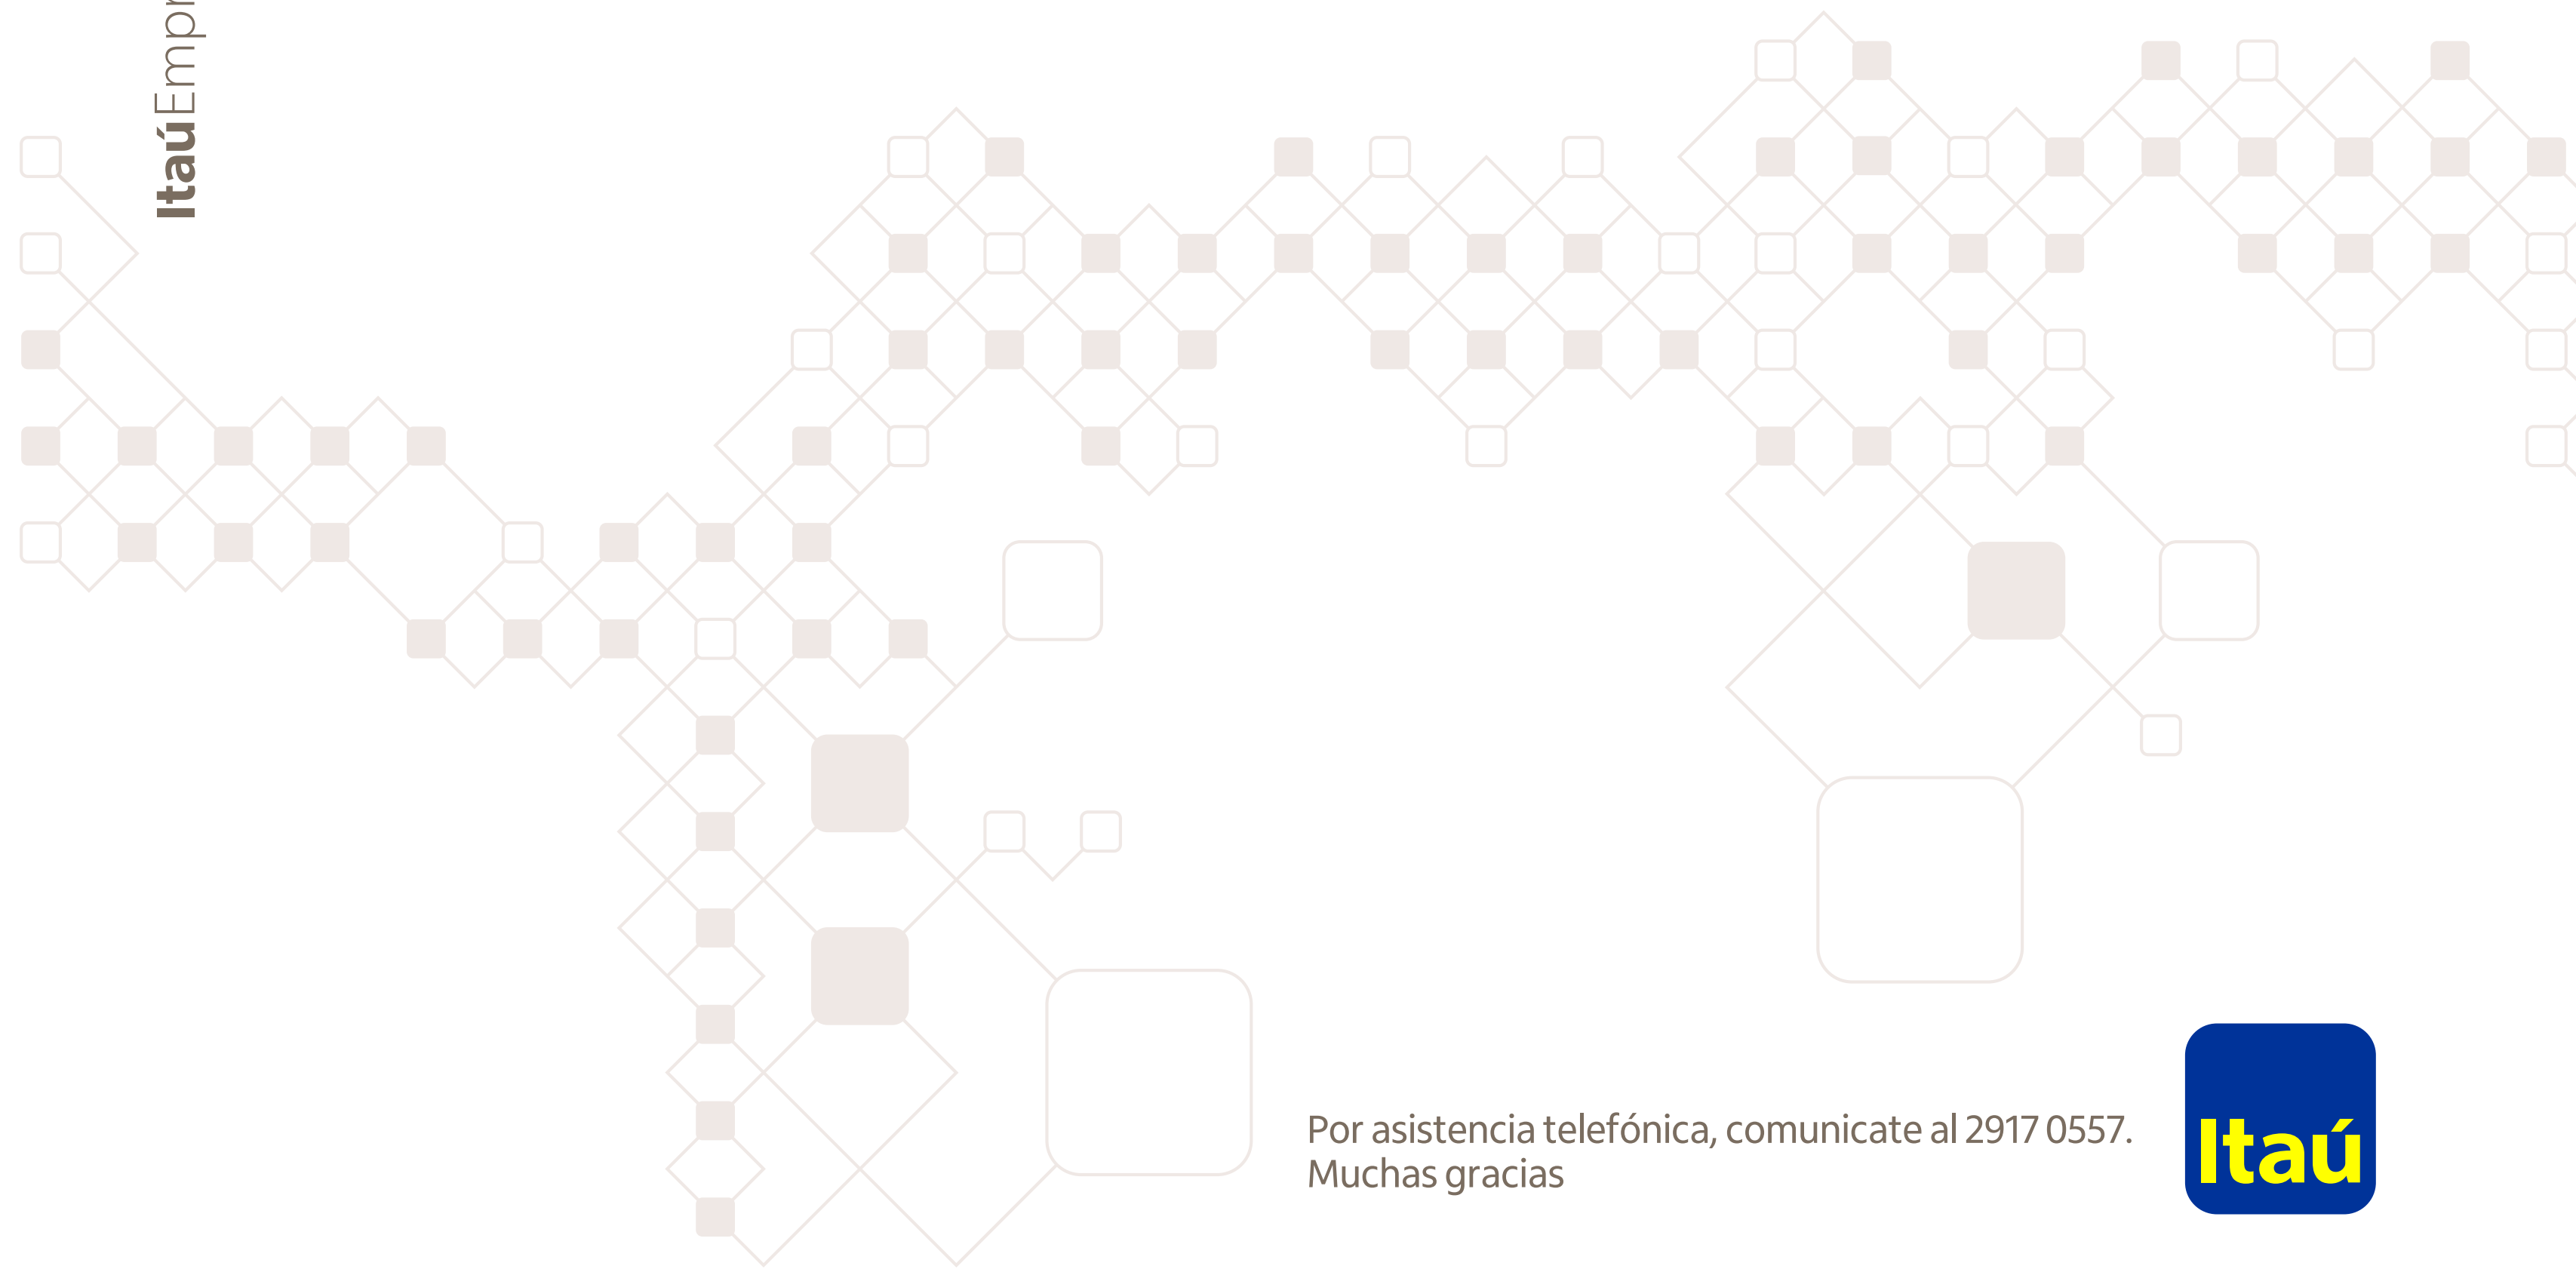 ItaúEmpr
Por asistencia telefónica, comunicate al 2917 0557.
Muchas gracias
Itaú